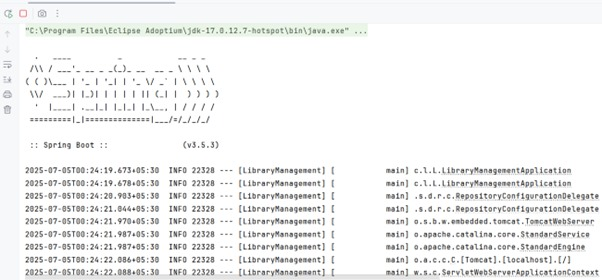 "C:\Program Files\Eclipse Adoptium\jdk-17.0.12.7-hotspot\bin\java.exe" ...
  .   ____          _            __ _ _
 /\\ / ___'_ __ _ _(_)_ __  __ _ \ \ \ \
( ( )\___ | '_ | '_| | '_ \/ _` | \ \ \ \
 \\/  ___)| |_)| | | | | || (_| |  ) ) ) )
  '  |____| .__|_| |_|_| |_\__, | / / / /
 =========|_|==============|___/=/_/_/_/
 :: Spring Boot ::                (v3.5.3)
2025-07-05T00:24:19.673+05:30  INFO 22328 --- [LibraryManagement] [           main] c.l.L.LibraryManagementApplication
2025-07-05T00:24:19.678+05:30  INFO 22328 --- [LibraryManagement] [           main] c.l.L.LibraryManagementApplication
2025-07-05T00:24:20.903+05:30  INFO 22328 --- [LibraryManagement] [           main] .s.d.r.c.RepositoryConfigurationDelegate
2025-07-05T00:24:21.044+05:30  INFO 22328 --- [LibraryManagement] [           main] .s.d.r.c.RepositoryConfigurationDelegate
2025-07-05T00:24:21.970+05:30  INFO 22328 --- [LibraryManagement] [           main] o.s.b.w.embedded.tomcat.TomcatWebServer
2025-07-05T00:24:21.987+05:30  INFO 22328 --- [LibraryManagement] [           main] o.apache.catalina.core.StandardService
2025-07-05T00:24:21.987+05:30  INFO 22328 --- [LibraryManagement] [           main] o.apache.catalina.core.StandardEngine
2025-07-05T00:24:22.086+05:30  INFO 22328 --- [LibraryManagement] [           main] o.a.c.c.C.[Tomcat].[localhost].[/]
2025-07-05T00:24:22.088+05:30  INFO 22328 --- [LibraryManagement] [           main] w.s.c.ServletWebServerApplicationContext